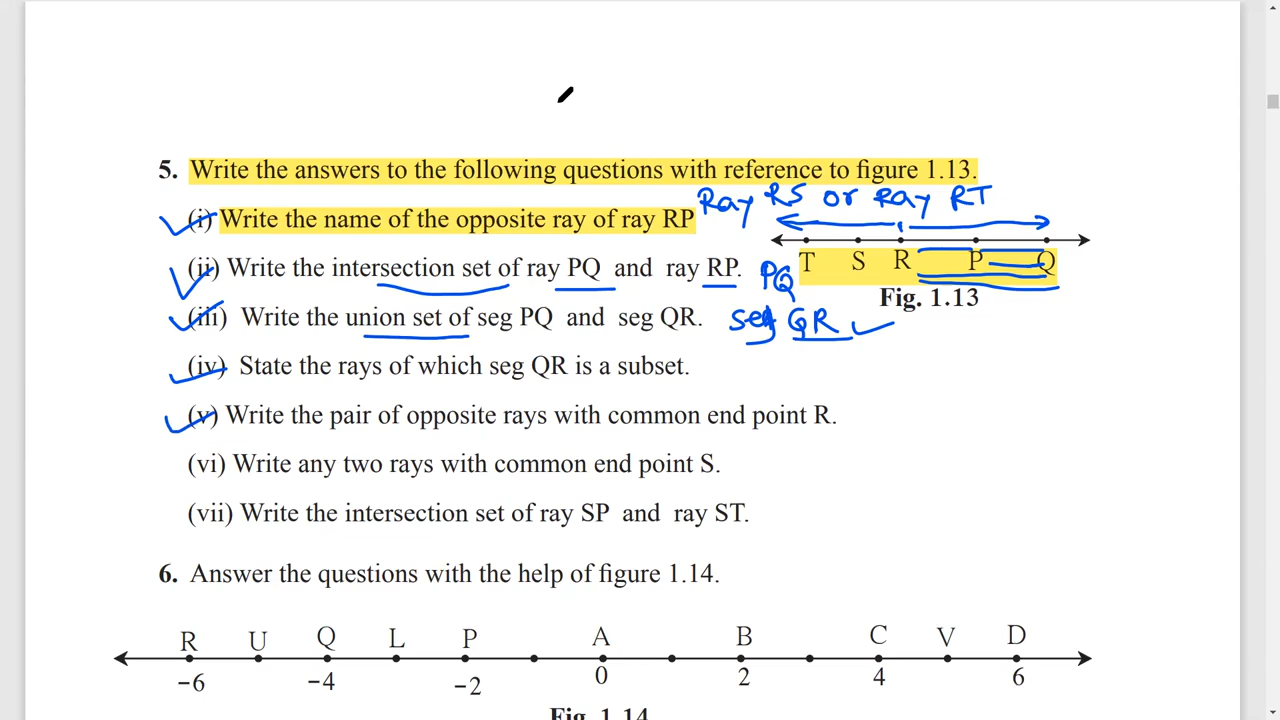 5. Write the answers to the following questions with reference to figure 1.13.
(i) Write the name of the opposite ray of ray RP Ray RS or Ray RT
T S R P Q
(ii) Write the intersection set of ray PQ and ray RP. PQ
Fig. 1.13
(iii) Write the union set of seg PQ and seg QR. seg QR
(iv) State the rays of which seg QR is a subset.
(v) Write the pair of opposite rays with common end point R.
(vi) Write any two rays with common end point S.
(vii) Write the intersection set of ray SP and ray ST.
6. Answer the questions with the help of figure 1.14.
R U Q L P A B C V D
-6 -4 -2 0 2 4 6
Fig. 1.14